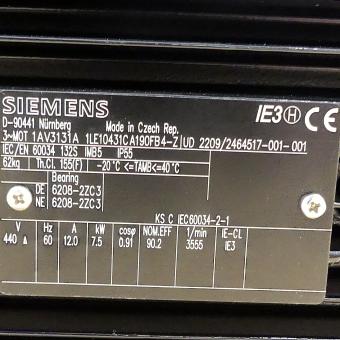 SIEMENS IE3 H CE
D-90441 Nürnberg Made in Czech Rep.
3~MOT 1AV3131A 1LE10431CA190FB4-Z UD 2209/2464517-001-001
IEC/EN 60034 132S IMB5 IP55
62kg Th.Cl. 155(F) -20°C <=TAMB<=40°C
Bearing
DE 6208-2ZC3
NE 6208-2ZC3
KS C IEC60034-2-1
V Hz A kW cosφ NOM.EFF 1/min IE-CL
440 ∆ 60 12.0 7.5 0.91 90.2 3555 IE3